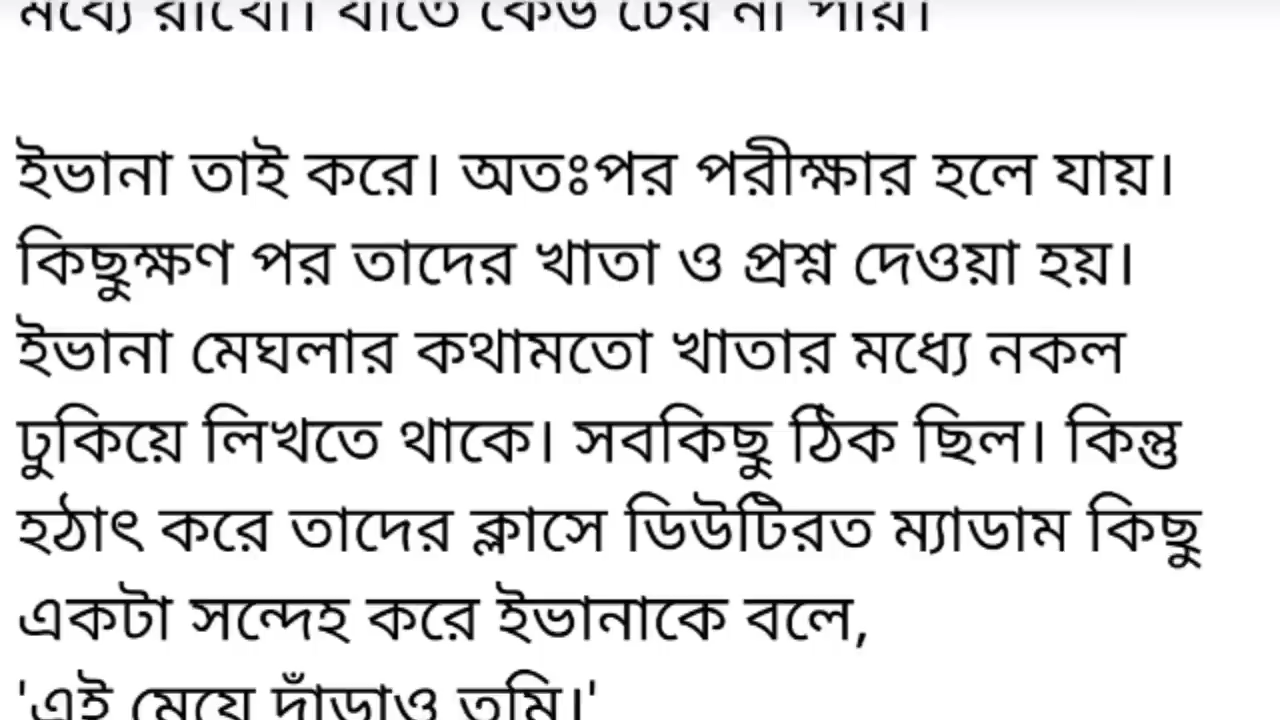 মধ্যে রাখো। যাতে কেউ টের না পায়।
ইভানা তাই করে। অতঃপর পরীক্ষার হলে যায়।
কিছুক্ষণ পর তাদের খাতা ও প্রশ্ন দেওয়া হয়।
ইভানা মেঘলার কথামতো খাতার মধ্যে নকল
ঢুকিয়ে লিখতে থাকে। সবকিছু ঠিক ছিল। কিন্তু
হঠাৎ করে তাদের ক্লাসে ডিউটিরত ম্যাডাম কিছু
একটা সন্দেহ করে ইভানাকে বলে,
'এই মেয়ে দাঁড়াও তুমি।'